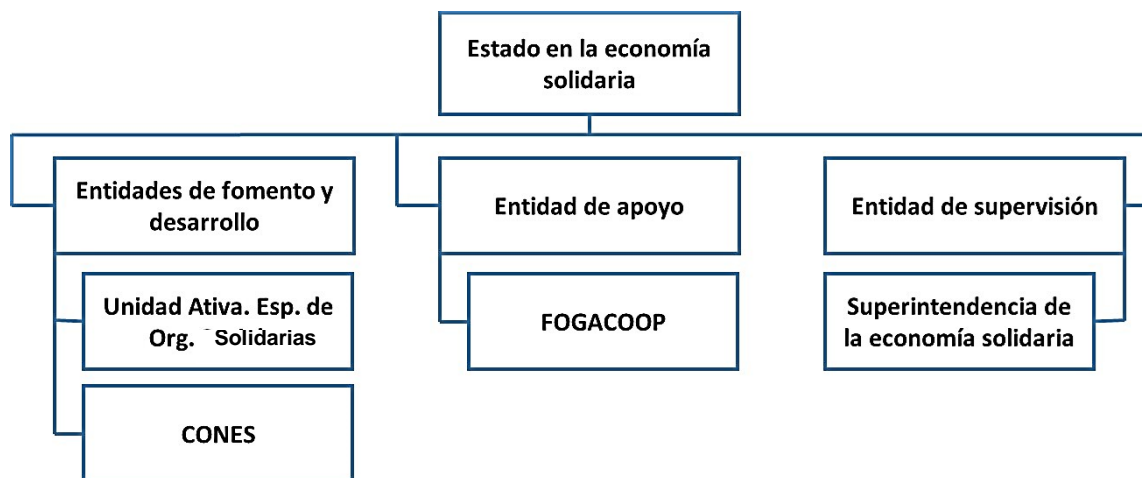 Estado en la economía
solidaria
Entidades de fomento y
desarrollo
Entidad de apoyo
Entidad de supervisión
Unidad Ativa. Esp. de
Org. Solidarias
FOGACOOP
Superintendencia de
la economía solidaria
CONES